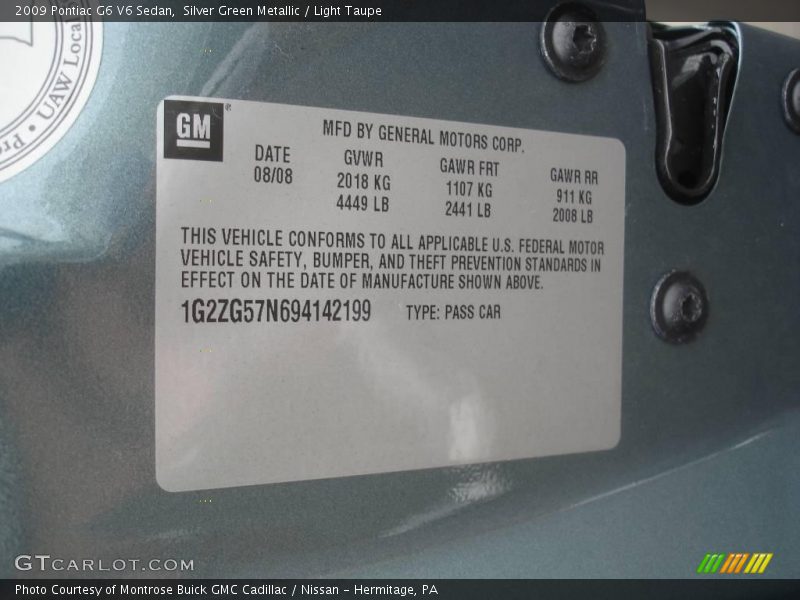 2009 Pontiac G6 V6 Sedan, Silver Green Metallic / Light Taupe
UAW Local
GM®
MFD BY GENERAL MOTORS CORP.
DATE GVWR GAWR FRT GAWR RR
08/08 2018 KG 1107 KG 911 KG
4449 LB 2441 LB 2008 LB
THIS VEHICLE CONFORMS TO ALL APPLICABLE U.S. FEDERAL MOTOR
VEHICLE SAFETY, BUMPER, AND THEFT PREVENTION STANDARDS IN
EFFECT ON THE DATE OF MANUFACTURE SHOWN ABOVE.
1G2ZG57N694142199 TYPE: PASS CAR
GTCARLOT.COM
Photo Courtesy of Montrose Buick GMC Cadillac / Nissan - Hermitage, PA